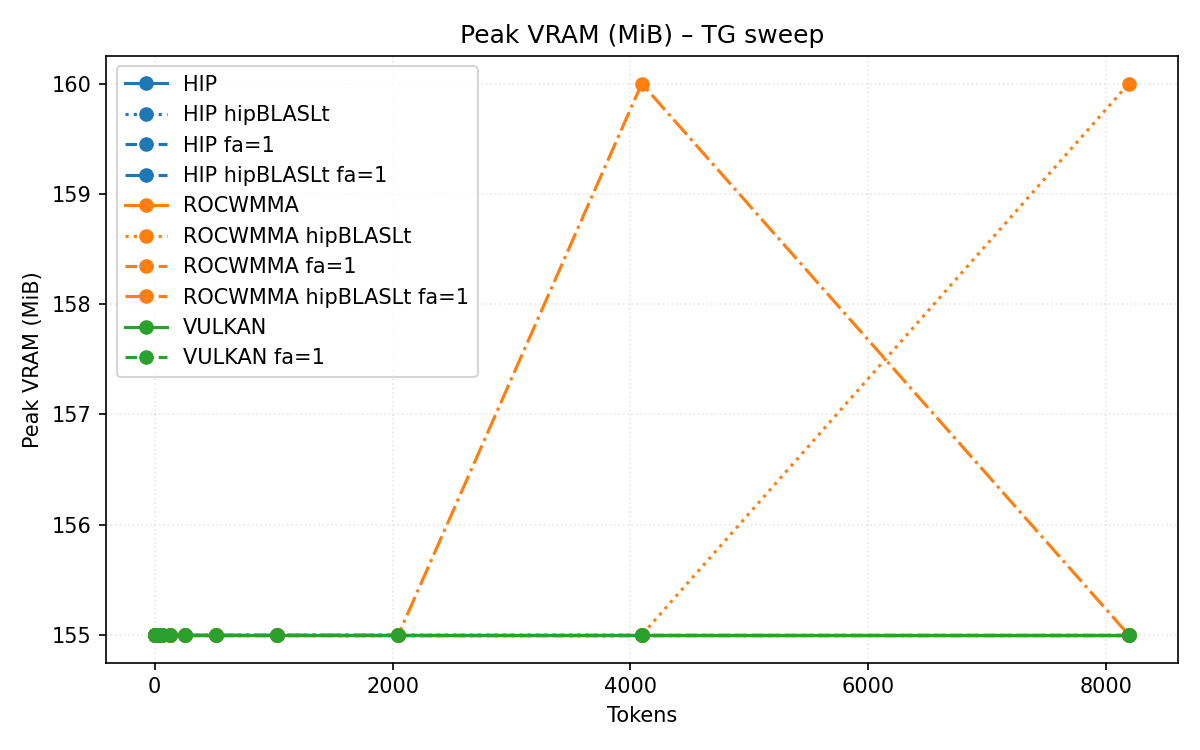 Peak VRAM (MiB) – TG sweep
HIP
HIP hipBLASLt
HIP fa=1
HIP hipBLASLt fa=1
ROCWMMA
ROCWMMA hipBLASLt
ROCWMMA fa=1
ROCWMMA hipBLASLt fa=1
VULKAN
VULKAN fa=1
Peak VRAM (MiB)
160
159
158
157
156
155
0
2000
4000
6000
8000
Tokens